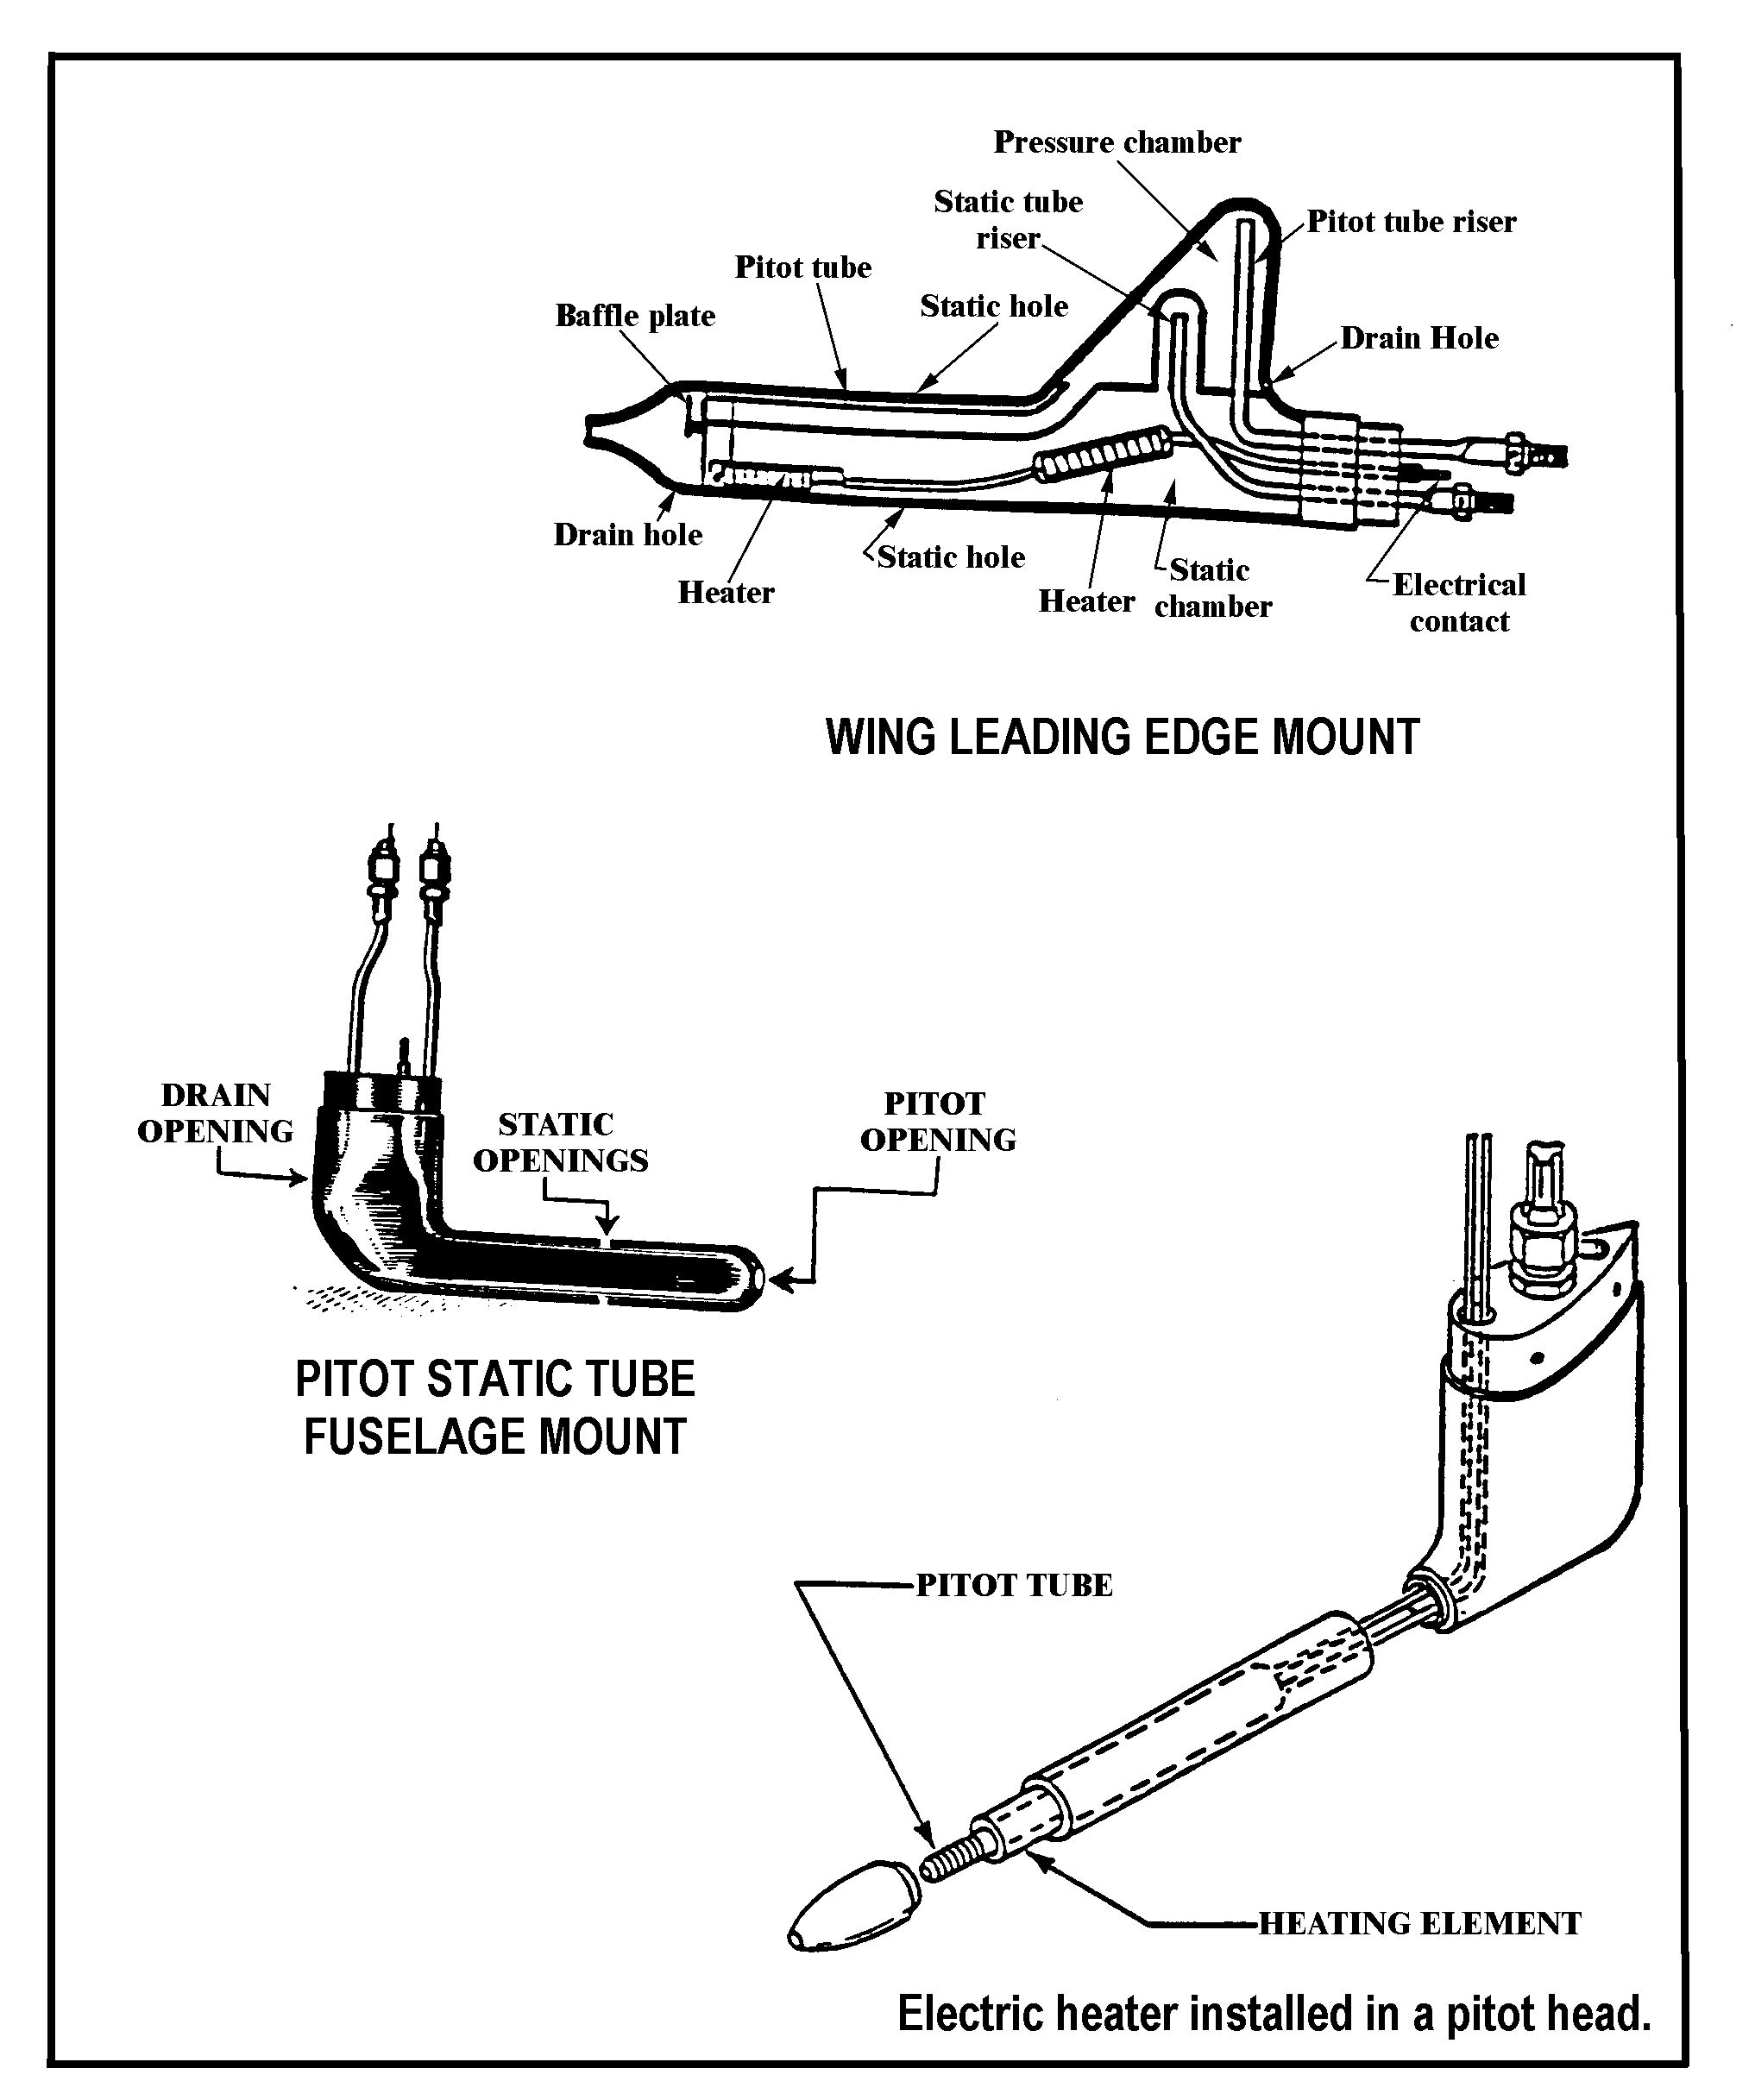 Pressure chamber
Static tube
riser
Pitot tube riser
Pitot tube
Static hole
Baffle plate
Drain Hole
Drain hole
Static hole
Heater
Heater
Static
chamber
Electrical
contact
WING LEADING EDGE MOUNT
DRAIN
OPENING
STATIC
OPENINGS
PITOT
OPENING
PITOT STATIC TUBE
FUSELAGE MOUNT
PITOT TUBE
HEATING ELEMENT
Electric heater installed in a pitot head.